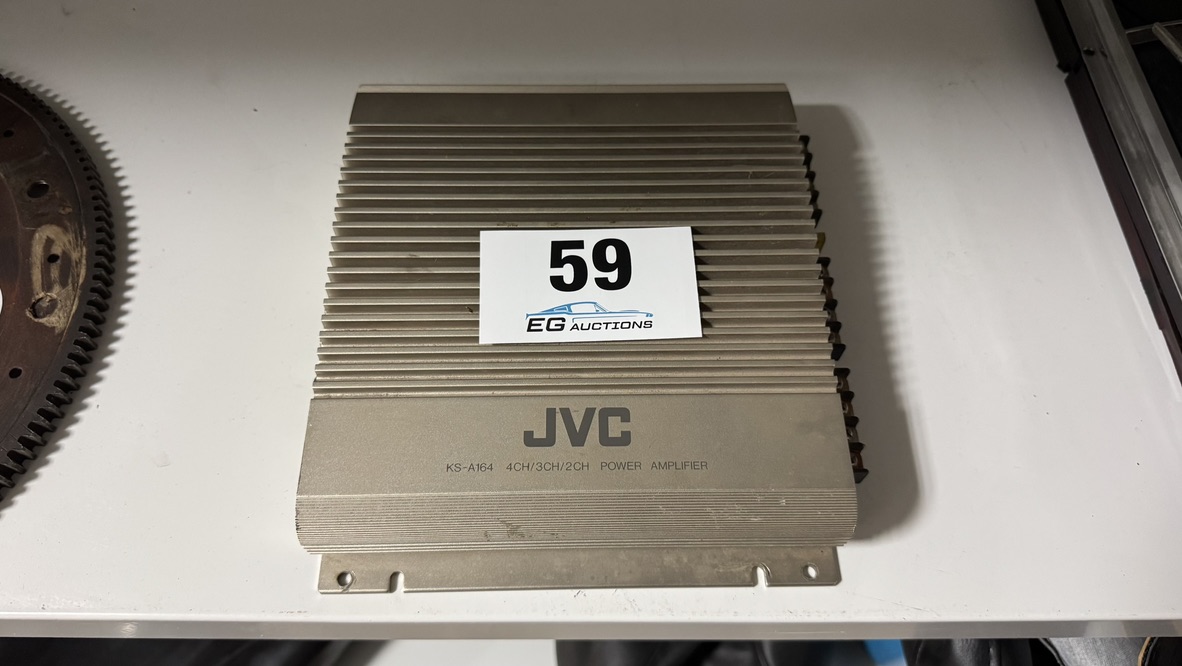 59
EG AUCTIONS
JVC
KS-A164 4CH/3CH/2CH POWER AMPLIFIER